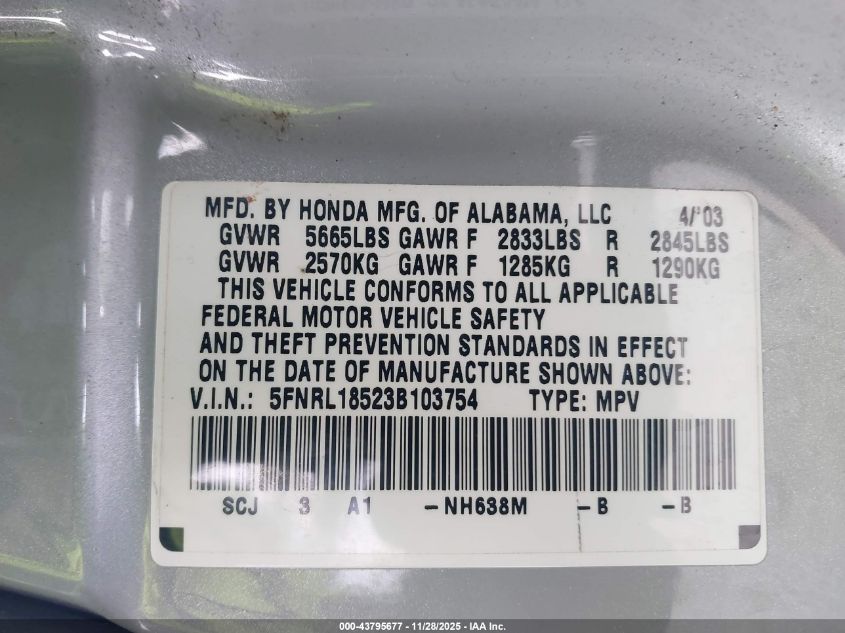 MFD. BY HONDA MFG. OF ALABAMA, LLC 4/'03
GVWR 5665LBS GAWR F 2833LBS R 2845LBS
GVWR 2570KG GAWR F 1285KG R 1290KG
THIS VEHICLE CONFORMS TO ALL APPLICABLE
FEDERAL MOTOR VEHICLE SAFETY
AND THEFT PREVENTION STANDARDS IN EFFECT
ON THE DATE OF MANUFACTURE SHOWN ABOVE:
V.I.N.: 5FNRL18523B103754 TYPE: MPV
SCJ 3 A1 -NH638M -B -B
000-43795677 | 11/28/2025 - IAA Inc.